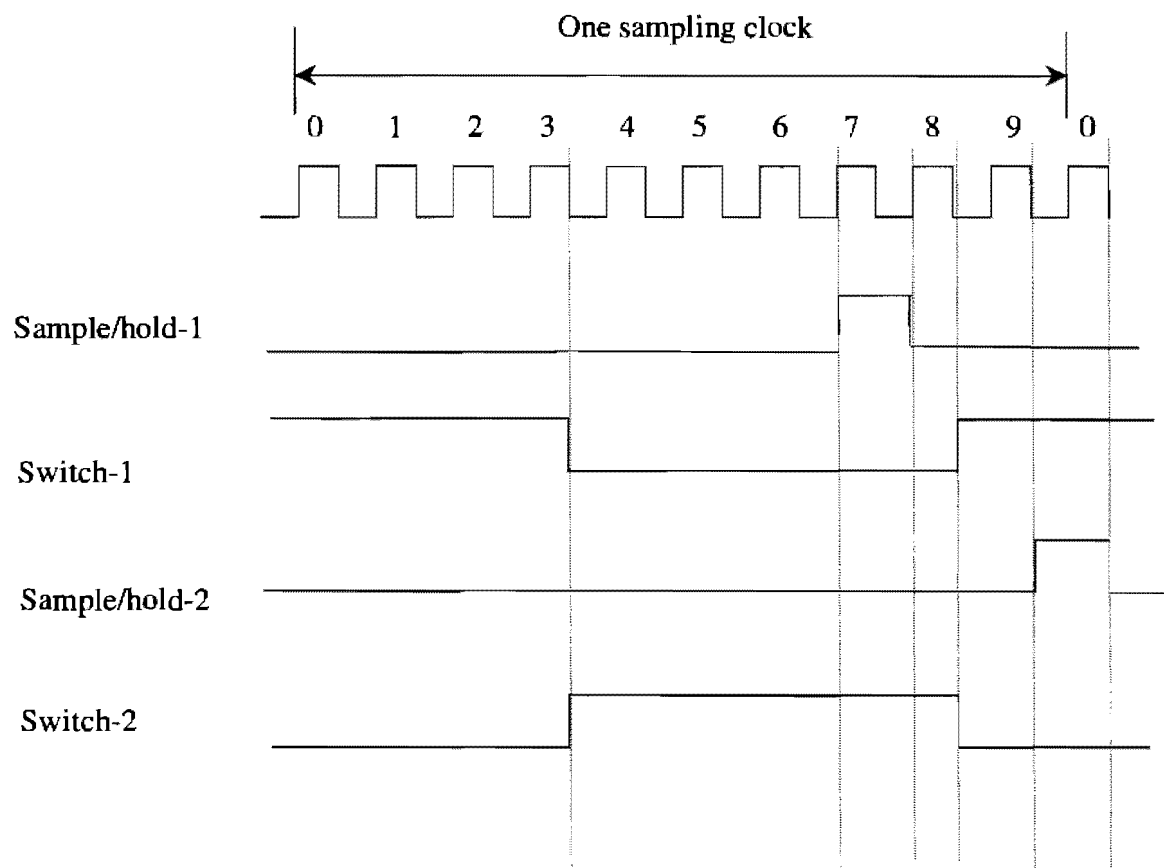 One sampling clock
0 1 2 3 4 5 6 7 8 9 0
Sample/hold-1
Switch-1
Sample/hold-2
Switch-2